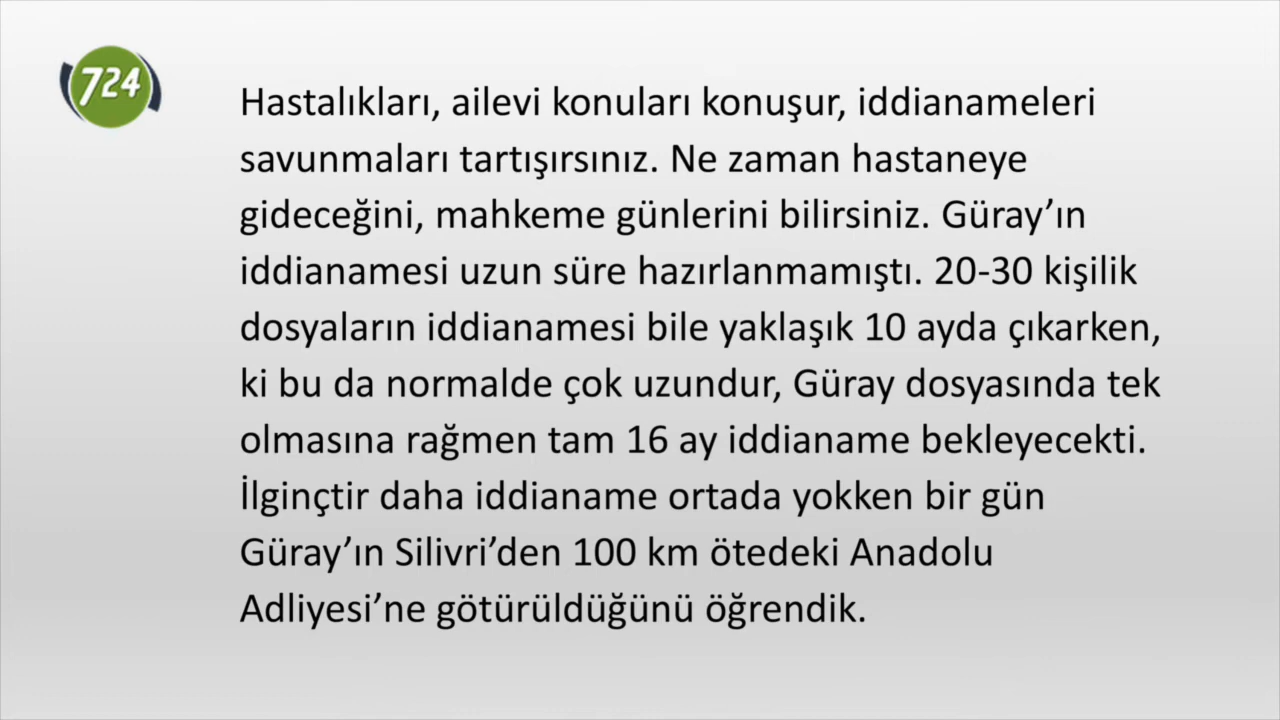 724
Hastalıkları, ailevi konuları konuşur, iddianameleri
savunmaları tartışırsınız. Ne zaman hastaneye
gideceğini, mahkeme günlerini bilirsiniz. Güray’ın
iddianamesi uzun süre hazırlanmamıştı. 20-30 kişilik
dosyaların iddianamesi bile yaklaşık 10 ayda çıkarken,
ki bu da normalde çok uzundur, Güray dosyasında tek
olmasına rağmen tam 16 ay iddianame bekleyecekti.
İlginçtir daha iddianame ortada yokken bir gün
Güray’ın Silivri’den 100 km ötedeki Anadolu
Adliyesi’ne götürüldüğünü öğrendik.